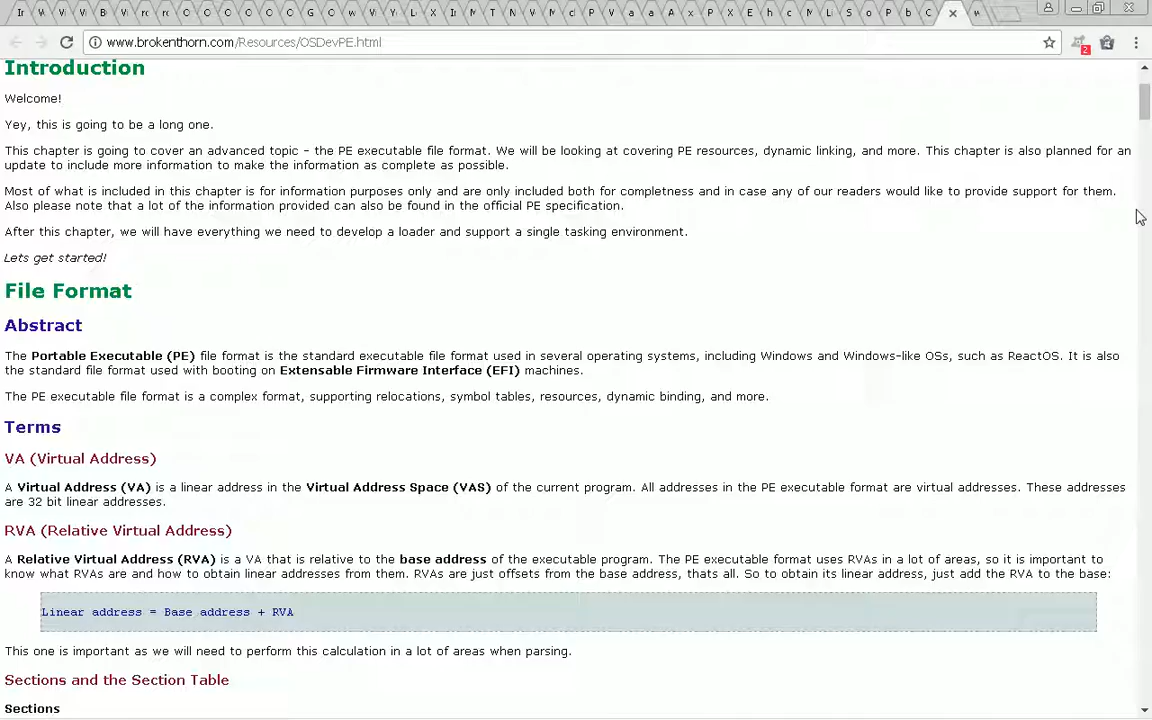 www.brokenthorn.com/Resources/OSDevPE.html
2
Introduction
Welcome!
Yey, this is going to be a long one.
This chapter is going to cover an advanced topic - the PE executable file format. We will be looking at covering PE resources, dynamic linking, and more. This chapter is also planned for an
update to include more information to make the information as complete as possible.
Most of what is included in this chapter is for information purposes only and are only included both for completness and in case any of our readers would like to provide support for them.
Also please note that a lot of the information provided can also be found in the official PE specification.
After this chapter, we will have everything we need to develop a loader and support a single tasking environment.
Lets get started!
File Format
Abstract
The Portable Executable (PE) file format is the standard executable file format used in several operating systems, including Windows and Windows-like OSs, such as ReactOS. It is also
the standard file format used with booting on Extensable Firmware Interface (EFI) machines.
The PE executable file format is a complex format, supporting relocations, symbol tables, resources, dynamic binding, and more.
Terms
VA (Virtual Address)
A Virtual Address (VA) is a linear address in the Virtual Address Space (VAS) of the current program. All addresses in the PE executable format are virtual addresses. These addresses
are 32 bit linear addresses.
RVA (Relative Virtual Address)
A Relative Virtual Address (RVA) is a VA that is relative to the base address of the executable program. The PE executable format uses RVAs in a lot of areas, so it is important to
know what RVAs are and how to obtain linear addresses from them. RVAs are just offsets from the base address, thats all. So to obtain its linear address, just add the RVA to the base:
Linear address = Base address + RVA
This one is important as we will need to perform this calculation in a lot of areas when parsing.
Sections and the Section Table
Sections